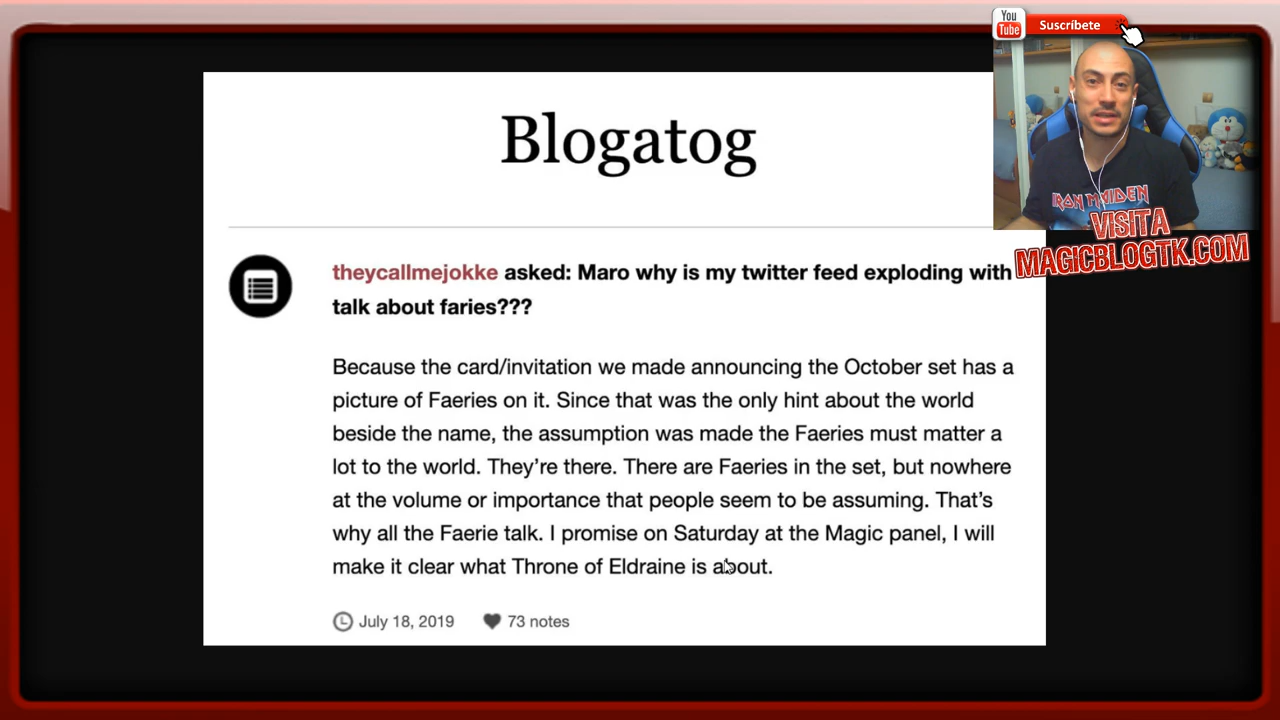 You
Tube
Suscríbete
Blogatog
IRON MAIDEN
VISITA
MAGICBLOGTK.COM
theycallmejokke asked: Maro why is my twitter feed exploding with
talk about faries???
Because the card/invitation we made announcing the October set has a
picture of Faeries on it. Since that was the only hint about the world
beside the name, the assumption was made the Faeries must matter a
lot to the world. They're there. There are Faeries in the set, but nowhere
at the volume or importance that people seem to be assuming. That's
why all the Faerie talk. I promise on Saturday at the Magic panel, I will
make it clear what Throne of Eldraine is about.
July 18, 2019 73 notes